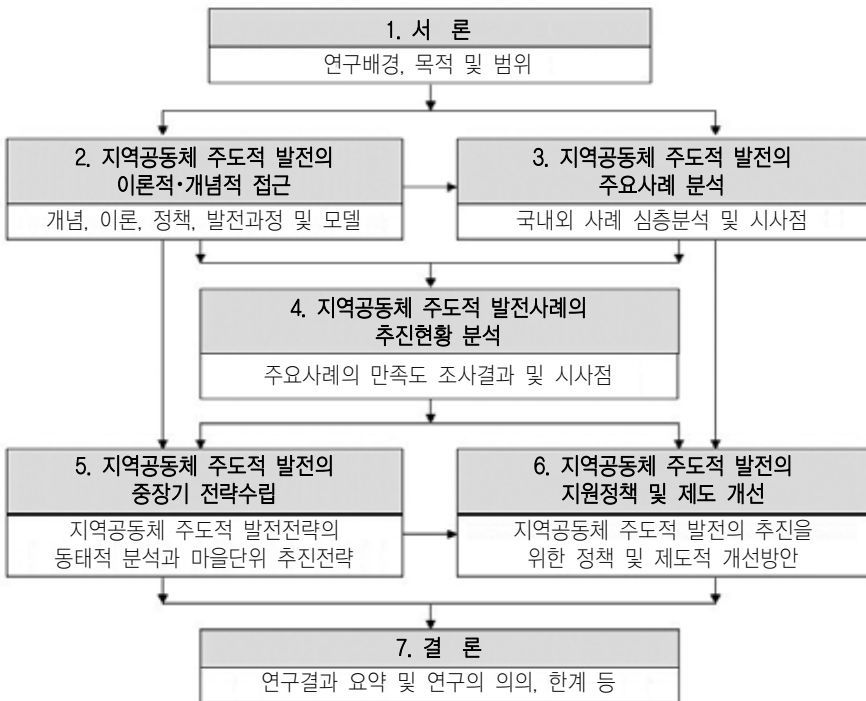 1. 서 론
연구배경, 목적 및 범위
2. 지역공동체 주도적 발전의
이론적·개념적 접근
개념, 이론, 정책, 발전과정 및 모델
3. 지역공동체 주도적 발전의
주요사례 분석
국내외 사례 심층분석 및 시사점
4. 지역공동체 주도적 발전사례의
추진현황 분석
주요사례의 만족도 조사결과 및 시사점
5. 지역공동체 주도적 발전의
중장기 전략수립
지역공동체 주도적 발전전략의
동태적 분석과 마을단위 추진전략
6. 지역공동체 주도적 발전의
지원정책 및 제도 개선
지역공동체 주도적 발전의 추진을
위한 정책 및 제도적 개선방안
7. 결 론
연구결과 요약 및 연구의 의의, 한계 등